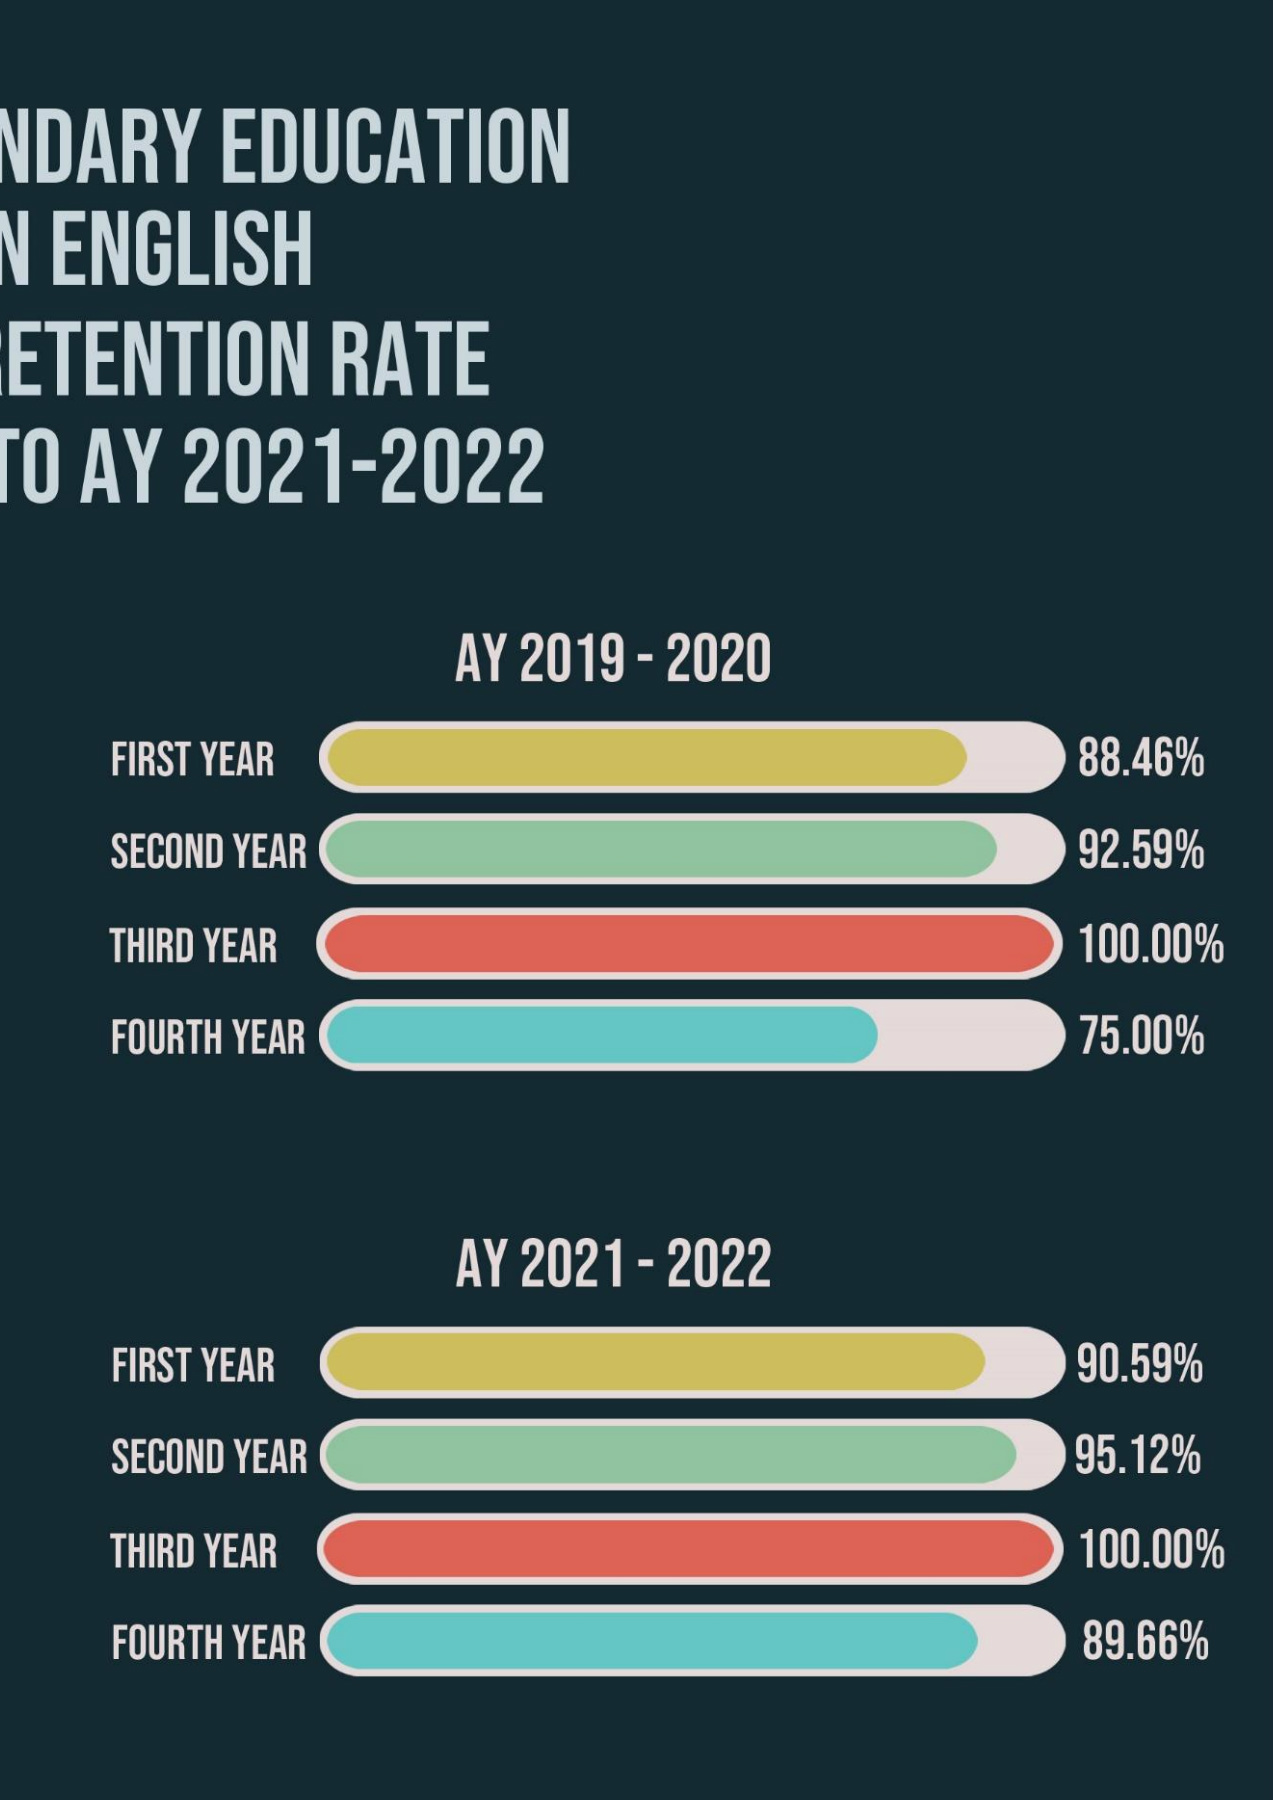 NDARY EDUCATION
N ENGLISH
RETENTION RATE
TO AY 2021-2022
AY 2019 - 2020
FIRST YEAR 88.46%
SECOND YEAR 92.59%
THIRD YEAR 100.00%
FOURTH YEAR 75.00%
AY 2021 - 2022
FIRST YEAR 90.59%
SECOND YEAR 95.12%
THIRD YEAR 100.00%
FOURTH YEAR 89.66%